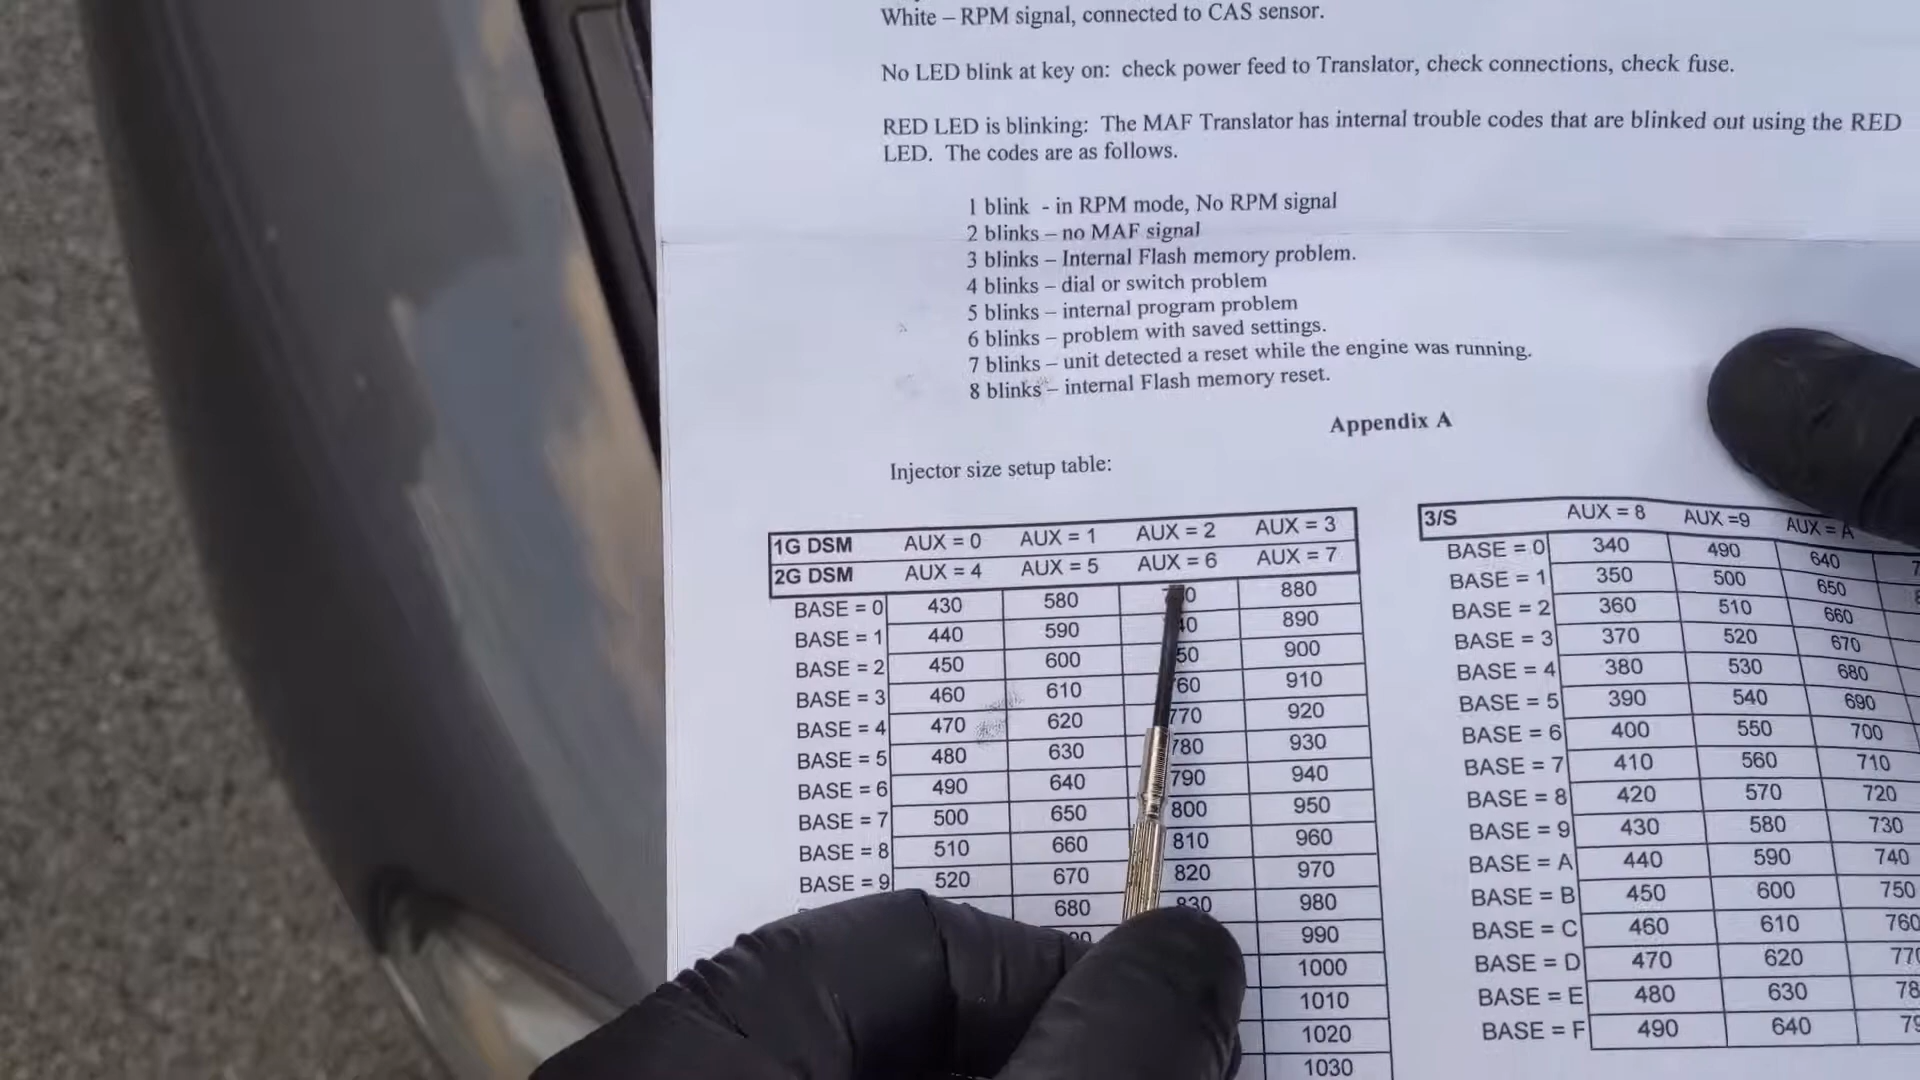 White – RPM signal, connected to CAS sensor.
No LED blink at key on: check power feed to Translator, check connections, check fuse.
RED LED is blinking: The MAF Translator has internal trouble codes that are blinked out using the RED
LED. The codes are as follows.
1 blink - in RPM mode, No RPM signal
2 blinks – no MAF signal
3 blinks – Internal Flash memory problem.
4 blinks – dial or switch problem
5 blinks – internal program problem
6 blinks – problem with saved settings.
7 blinks – unit detected a reset while the engine was running.
8 blinks – internal Flash memory reset.
Appendix A
Injector size setup table:
1G DSM AUX = 0 AUX = 1 AUX = 2 AUX = 3
2G DSM AUX = 4 AUX = 5 AUX = 6 AUX = 7
BASE = 0 430 580 880
BASE = 1 440 590 890
BASE = 2 450 600 900
BASE = 3 460 610 910
BASE = 4 470 620 770 920
BASE = 5 480 630 780 930
BASE = 6 490 640 790 940
BASE = 7 500 650 800 950
BASE = 8 510 660 810 960
BASE = 9 520 670 820 970
680 830 980
990
1000
1010
1020
1030
3/S AUX = 8 AUX =9 AUX = A
BASE = 0 340 490 640
BASE = 1 350 500 650
BASE = 2 360 510 660
BASE = 3 370 520 670
BASE = 4 380 530 680
BASE = 5 390 540 690
BASE = 6 400 550 700
BASE = 7 410 560 710
BASE = 8 420 570 720
BASE = 9 430 580 730
BASE = A 440 590 740
BASE = B 450 600 750
BASE = C 460 610 760
BASE = D 470 620
BASE = E 480 630
BASE = F 490 640